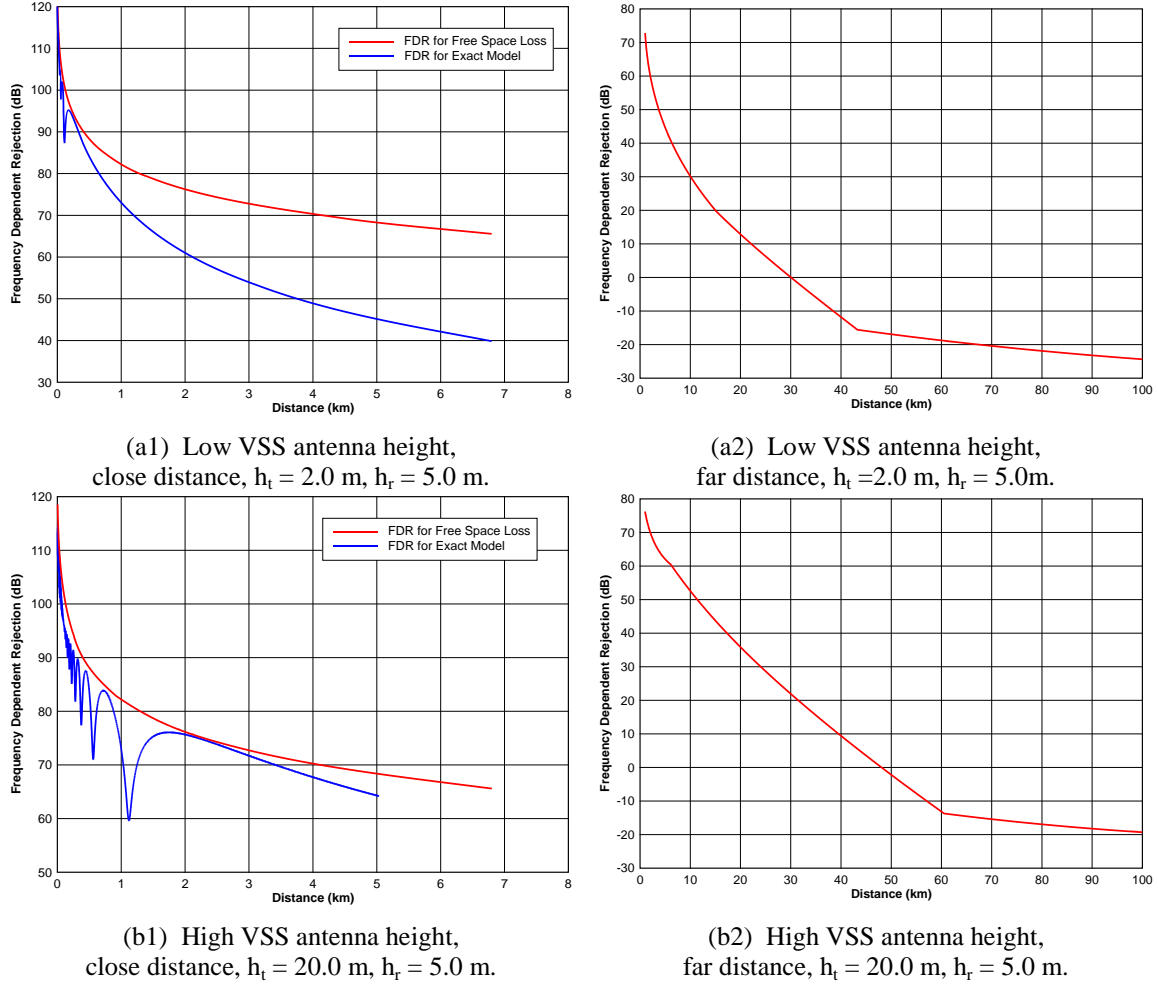 120
110
100
90
80
70
60
50
40
30
Frequency Dependent Rejection (dB)
FDR for Free Space Loss
FDR for Exact Model
0 1 2 3 4 5 6 7 8
Distance (km)
(a1) Low VSS antenna height,
close distance, hₜ = 2.0 m, hᵣ = 5.0 m.
80
70
60
50
40
30
20
10
0
-10
-20
-30
Frequency Dependent Rejection (dB)
0 10 20 30 40 50 60 70 80 90 100
Distance (km)
(a2) Low VSS antenna height,
far distance, hₜ =2.0 m, hᵣ = 5.0m.
120
110
100
90
80
70
60
50
Frequency Dependent Rejection (dB)
FDR for Free Space Loss
FDR for Exact Model
0 1 2 3 4 5 6 7 8
Distance (km)
(b1) High VSS antenna height,
close distance, hₜ = 20.0 m, hᵣ = 5.0 m.
80
70
60
50
40
30
20
10
0
-10
-20
-30
Frequency Dependent Rejection (dB)
0 10 20 30 40 50 60 70 80 90 100
Distance (km)
(b2) High VSS antenna height,
far distance, hₜ = 20.0 m, hᵣ = 5.0 m.